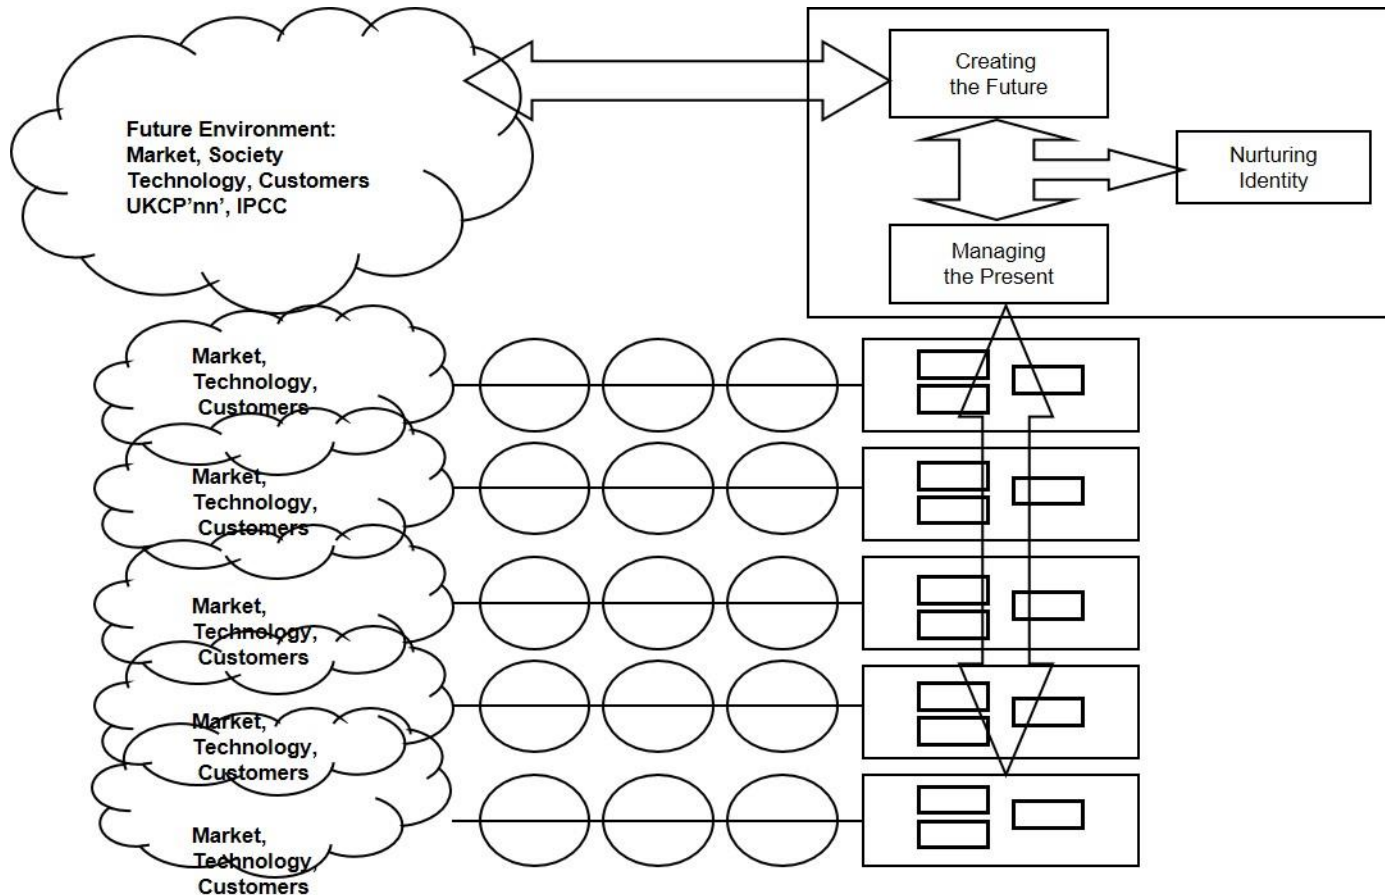 Creating
the Future
Future Environment:
Market, Society
Technology, Customers
UKCP'nn', IPCC
Nurturing
Identity
Managing
the Present
Market,
Technology,
Customers
Market,
Technology,
Customers
Market,
Technology,
Customers
Market,
Technology,
Customers
Market,
Technology,
Customers